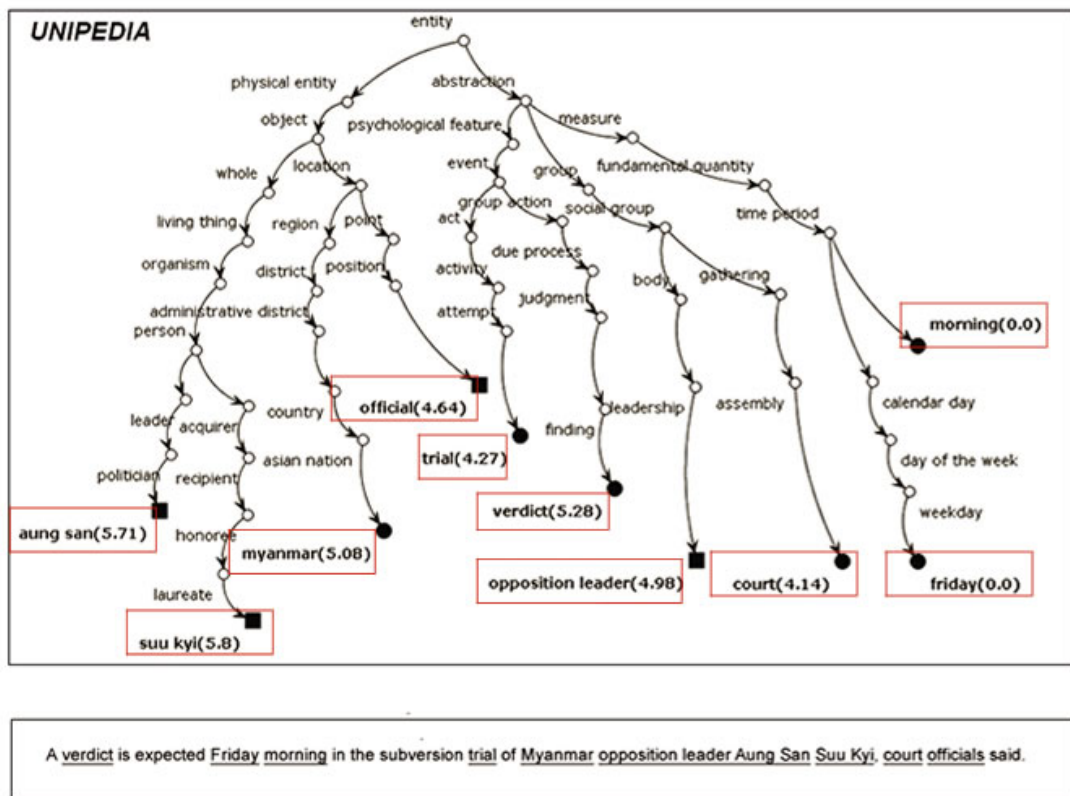 UNIPEDIA
entity
physical entity
abstraction
object
psychological feature
measure
whole
location
event
group
fundamental quantity
living thing
region
point
act
group action
social group
time period
organism
district
position
activity
due process
body
gathering
administrative district
person
attempt
judgment
morning(0.0)
leader
acquirer
country
official(4.64)
finding
leadership
assembly
calendar day
politician
recipient
asian nation
trial(4.27)
day of the week
aung san(5.71)
honoree
myanmar(5.08)
verdict(5.28)
weekday
laureate
opposition leader(4.98)
court(4.14)
friday(0.0)
suu kyi(5.8)
A verdict is expected Friday morning in the subversion trial of Myanmar opposition leader Aung San Suu Kyi, court officials said.